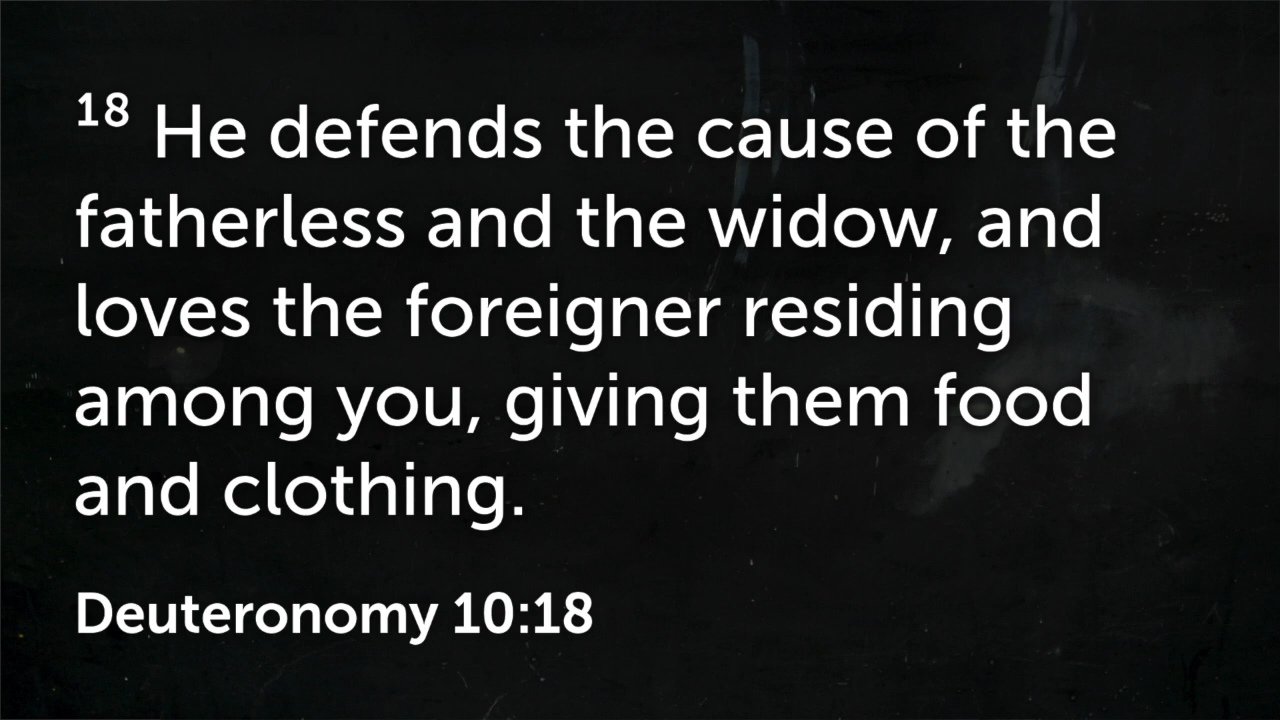 18 He defends the cause of the
fatherless and the widow, and
loves the foreigner residing
among you, giving them food
and clothing.
Deuteronomy 10:18